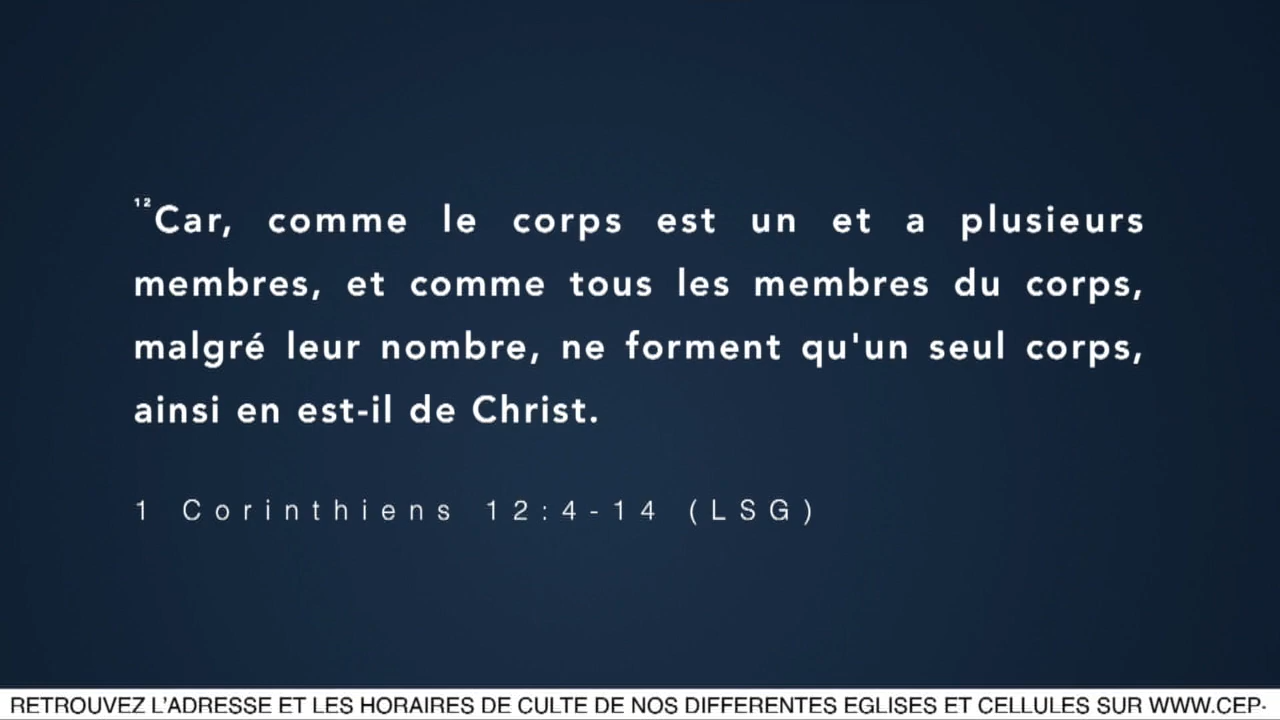 ¹²Car, comme le corps est un et a plusieurs
membres, et comme tous les membres du corps,
malgré leur nombre, ne forment qu'un seul corps,
ainsi en est-il de Christ.
1 Corinthiens 12:4-14 (LSG)
RETROUVEZ L'ADRESSE ET LES HORAIRES DE CULTE DE NOS DIFFERENTES EGLISES ET CELLULES SUR WWW.CEP-